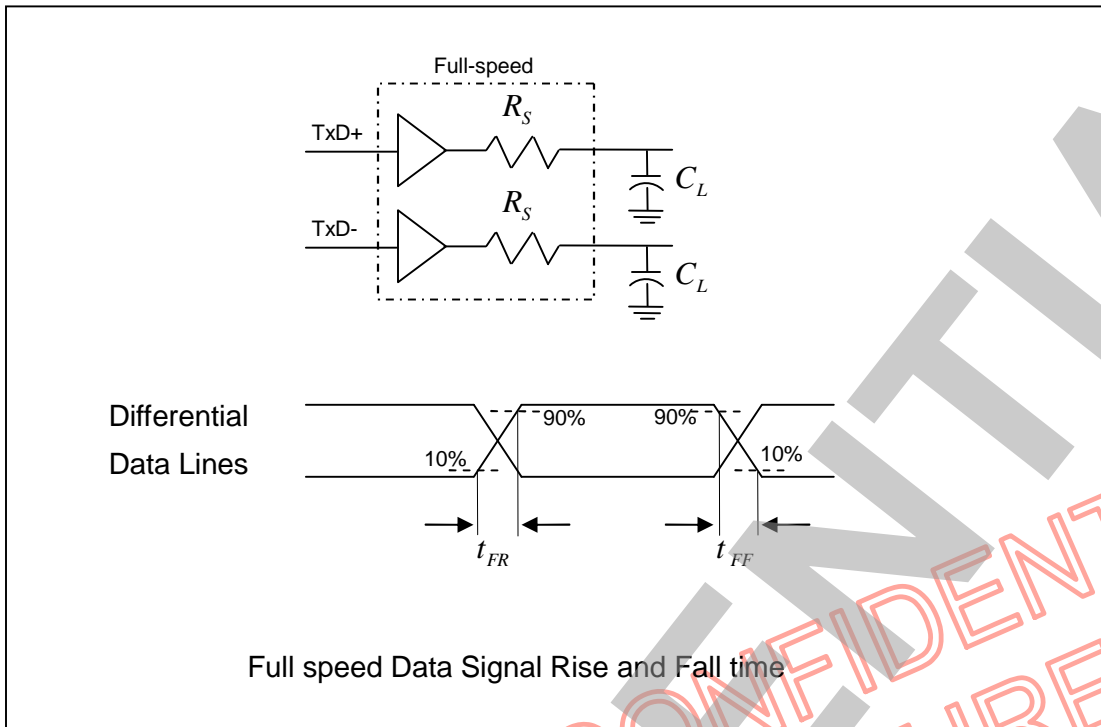 Full-speed
R_S
TxD+
C_L
R_S
TxD-
C_L
Differential
90%
90%
Data Lines
10%
10%
t_FR
t_FF
Full speed Data Signal Rise and Fall time